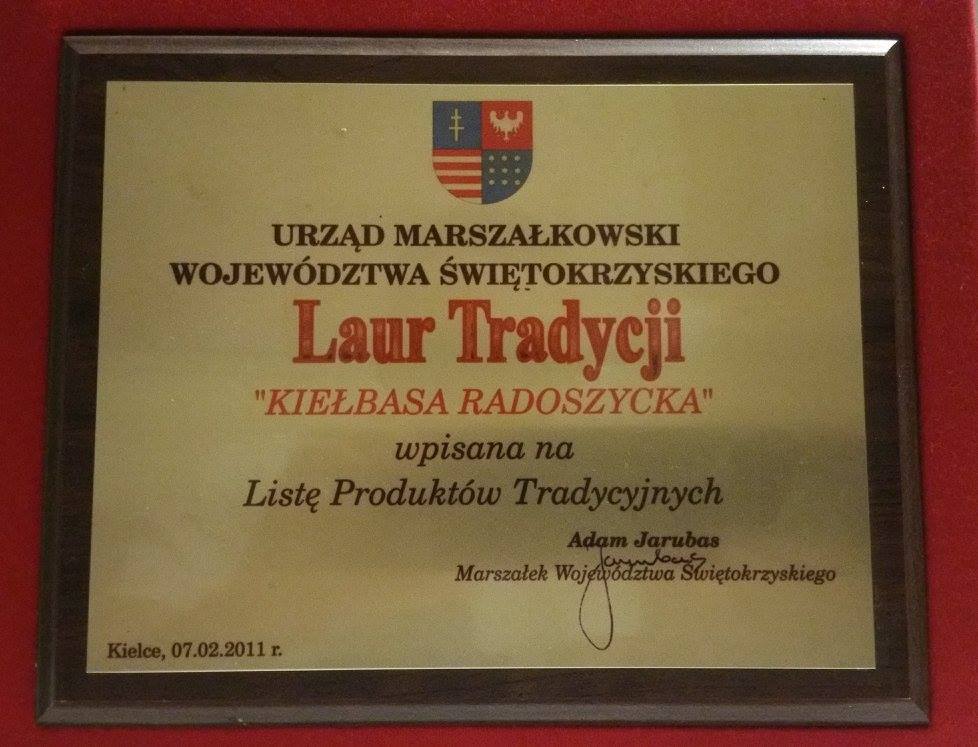 URZĄD MARSZAŁKOWSKI
WOJEWÓDZTWA ŚWIĘTOKRZYSKIEGO
Laur Tradycji
"KIEŁBASA RADOSZYCKA"
wpisana na
Listę Produktów Tradycyjnych
Adam Jarubas
Jarubas
Marszałek Województwa Świętokrzyskiego
Kielce, 07.02.2011 r.